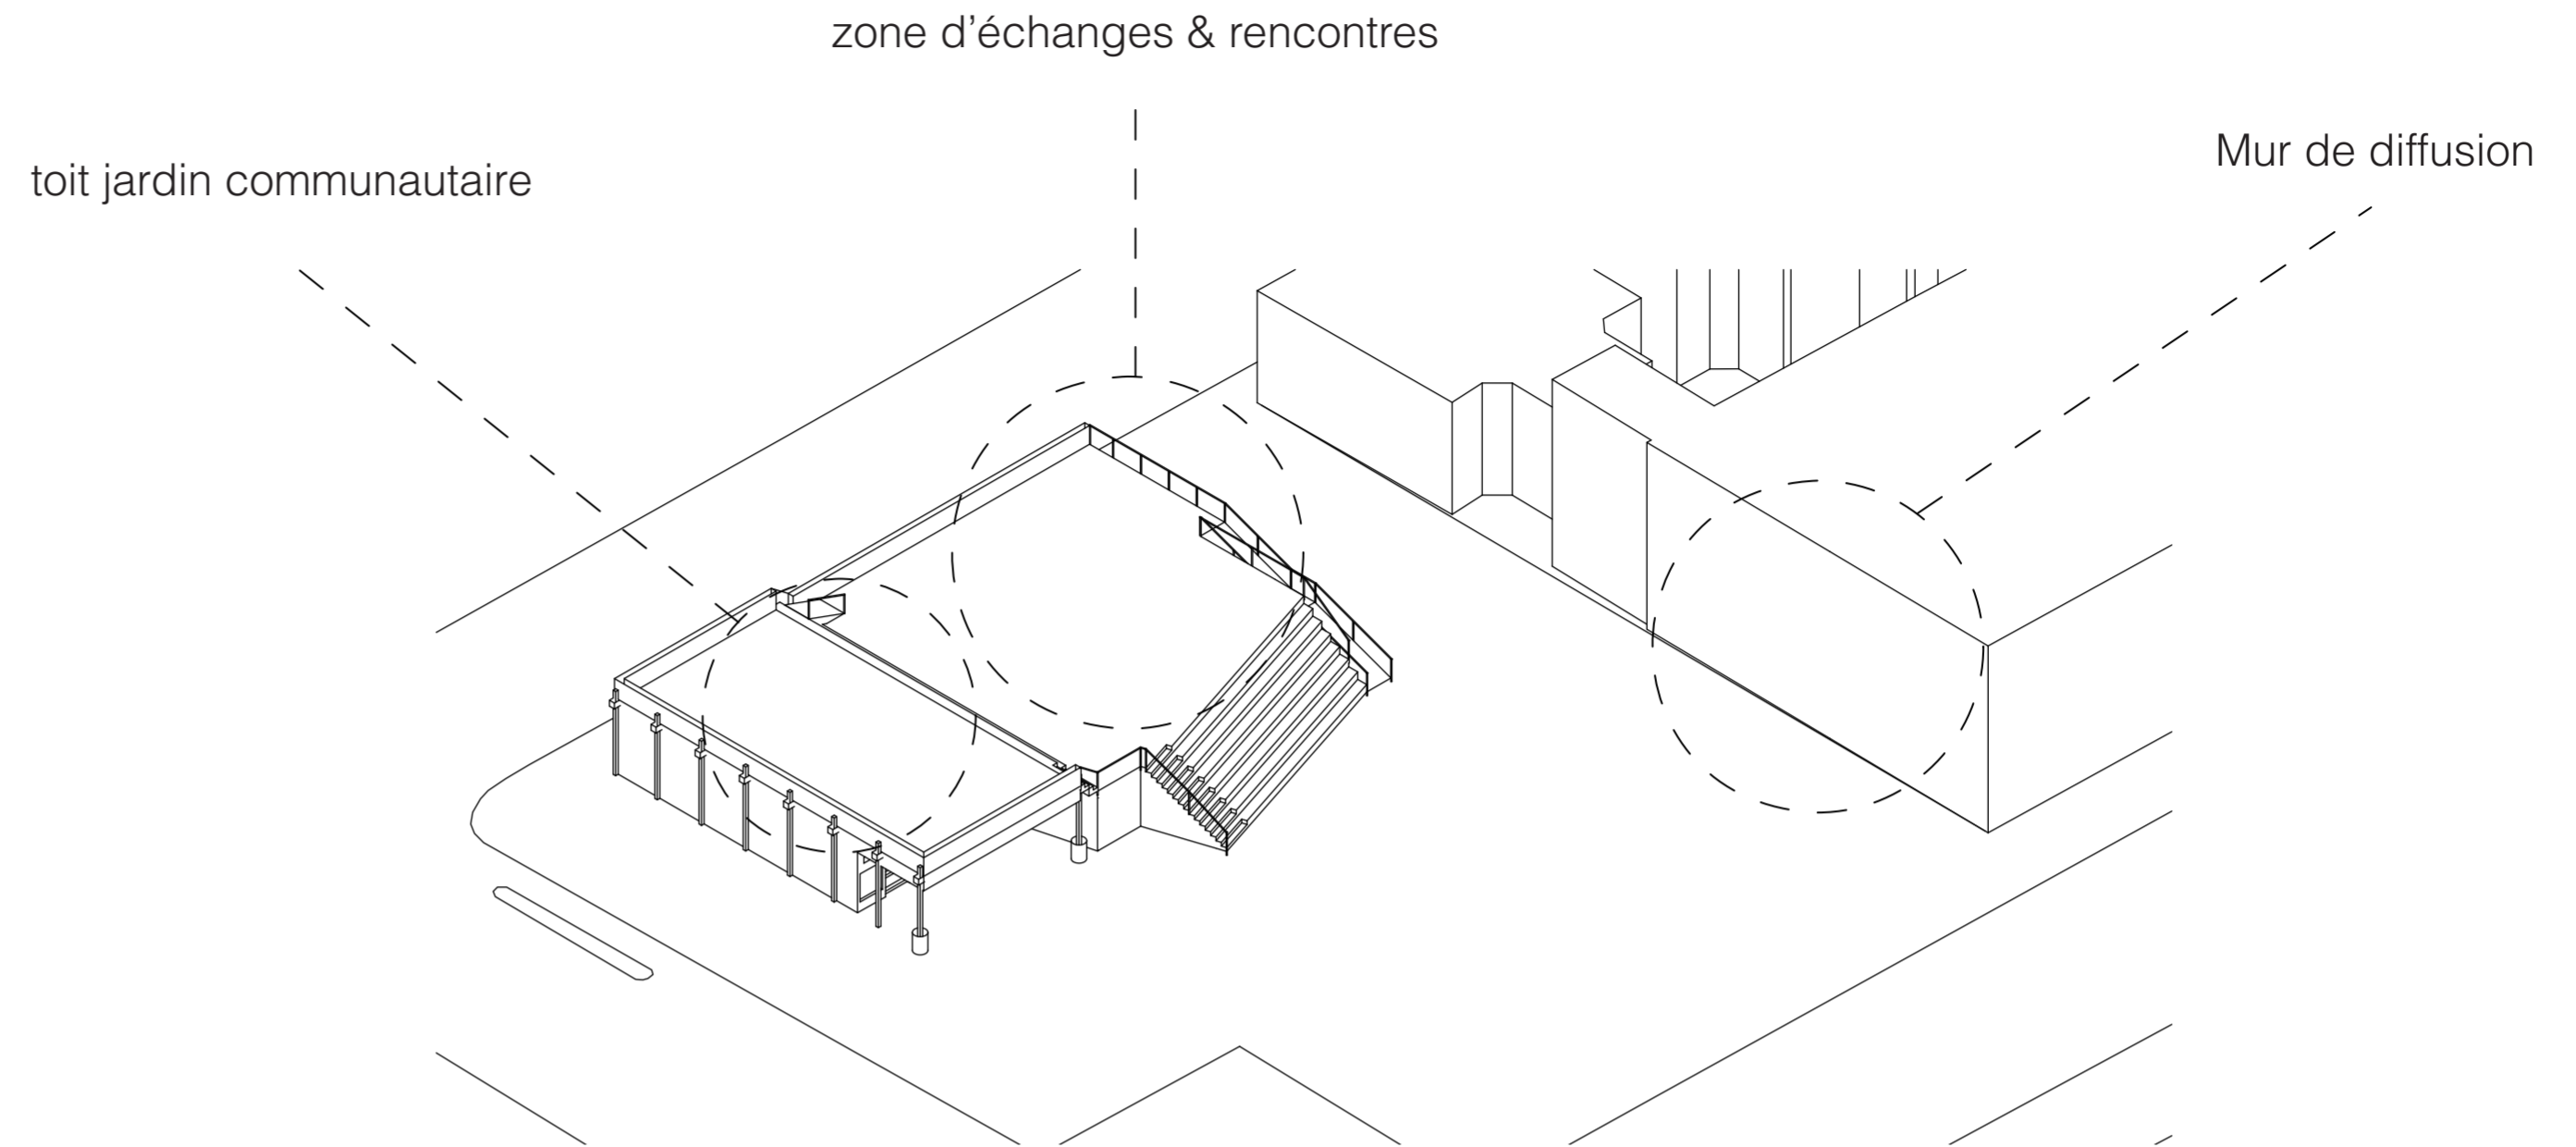 zone d'échanges & rencontres
Mur de diffusion
toit jardin communautaire